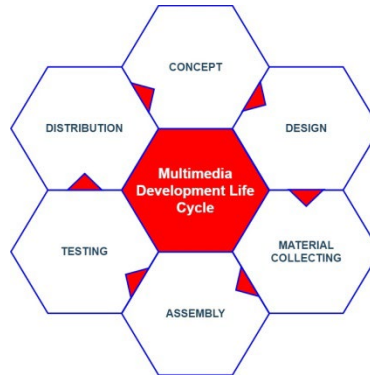 CONCEPT
DISTRIBUTION
DESIGN
Multimedia
Development Life
Cycle
TESTING
MATERIAL
COLLECTING
ASSEMBLY